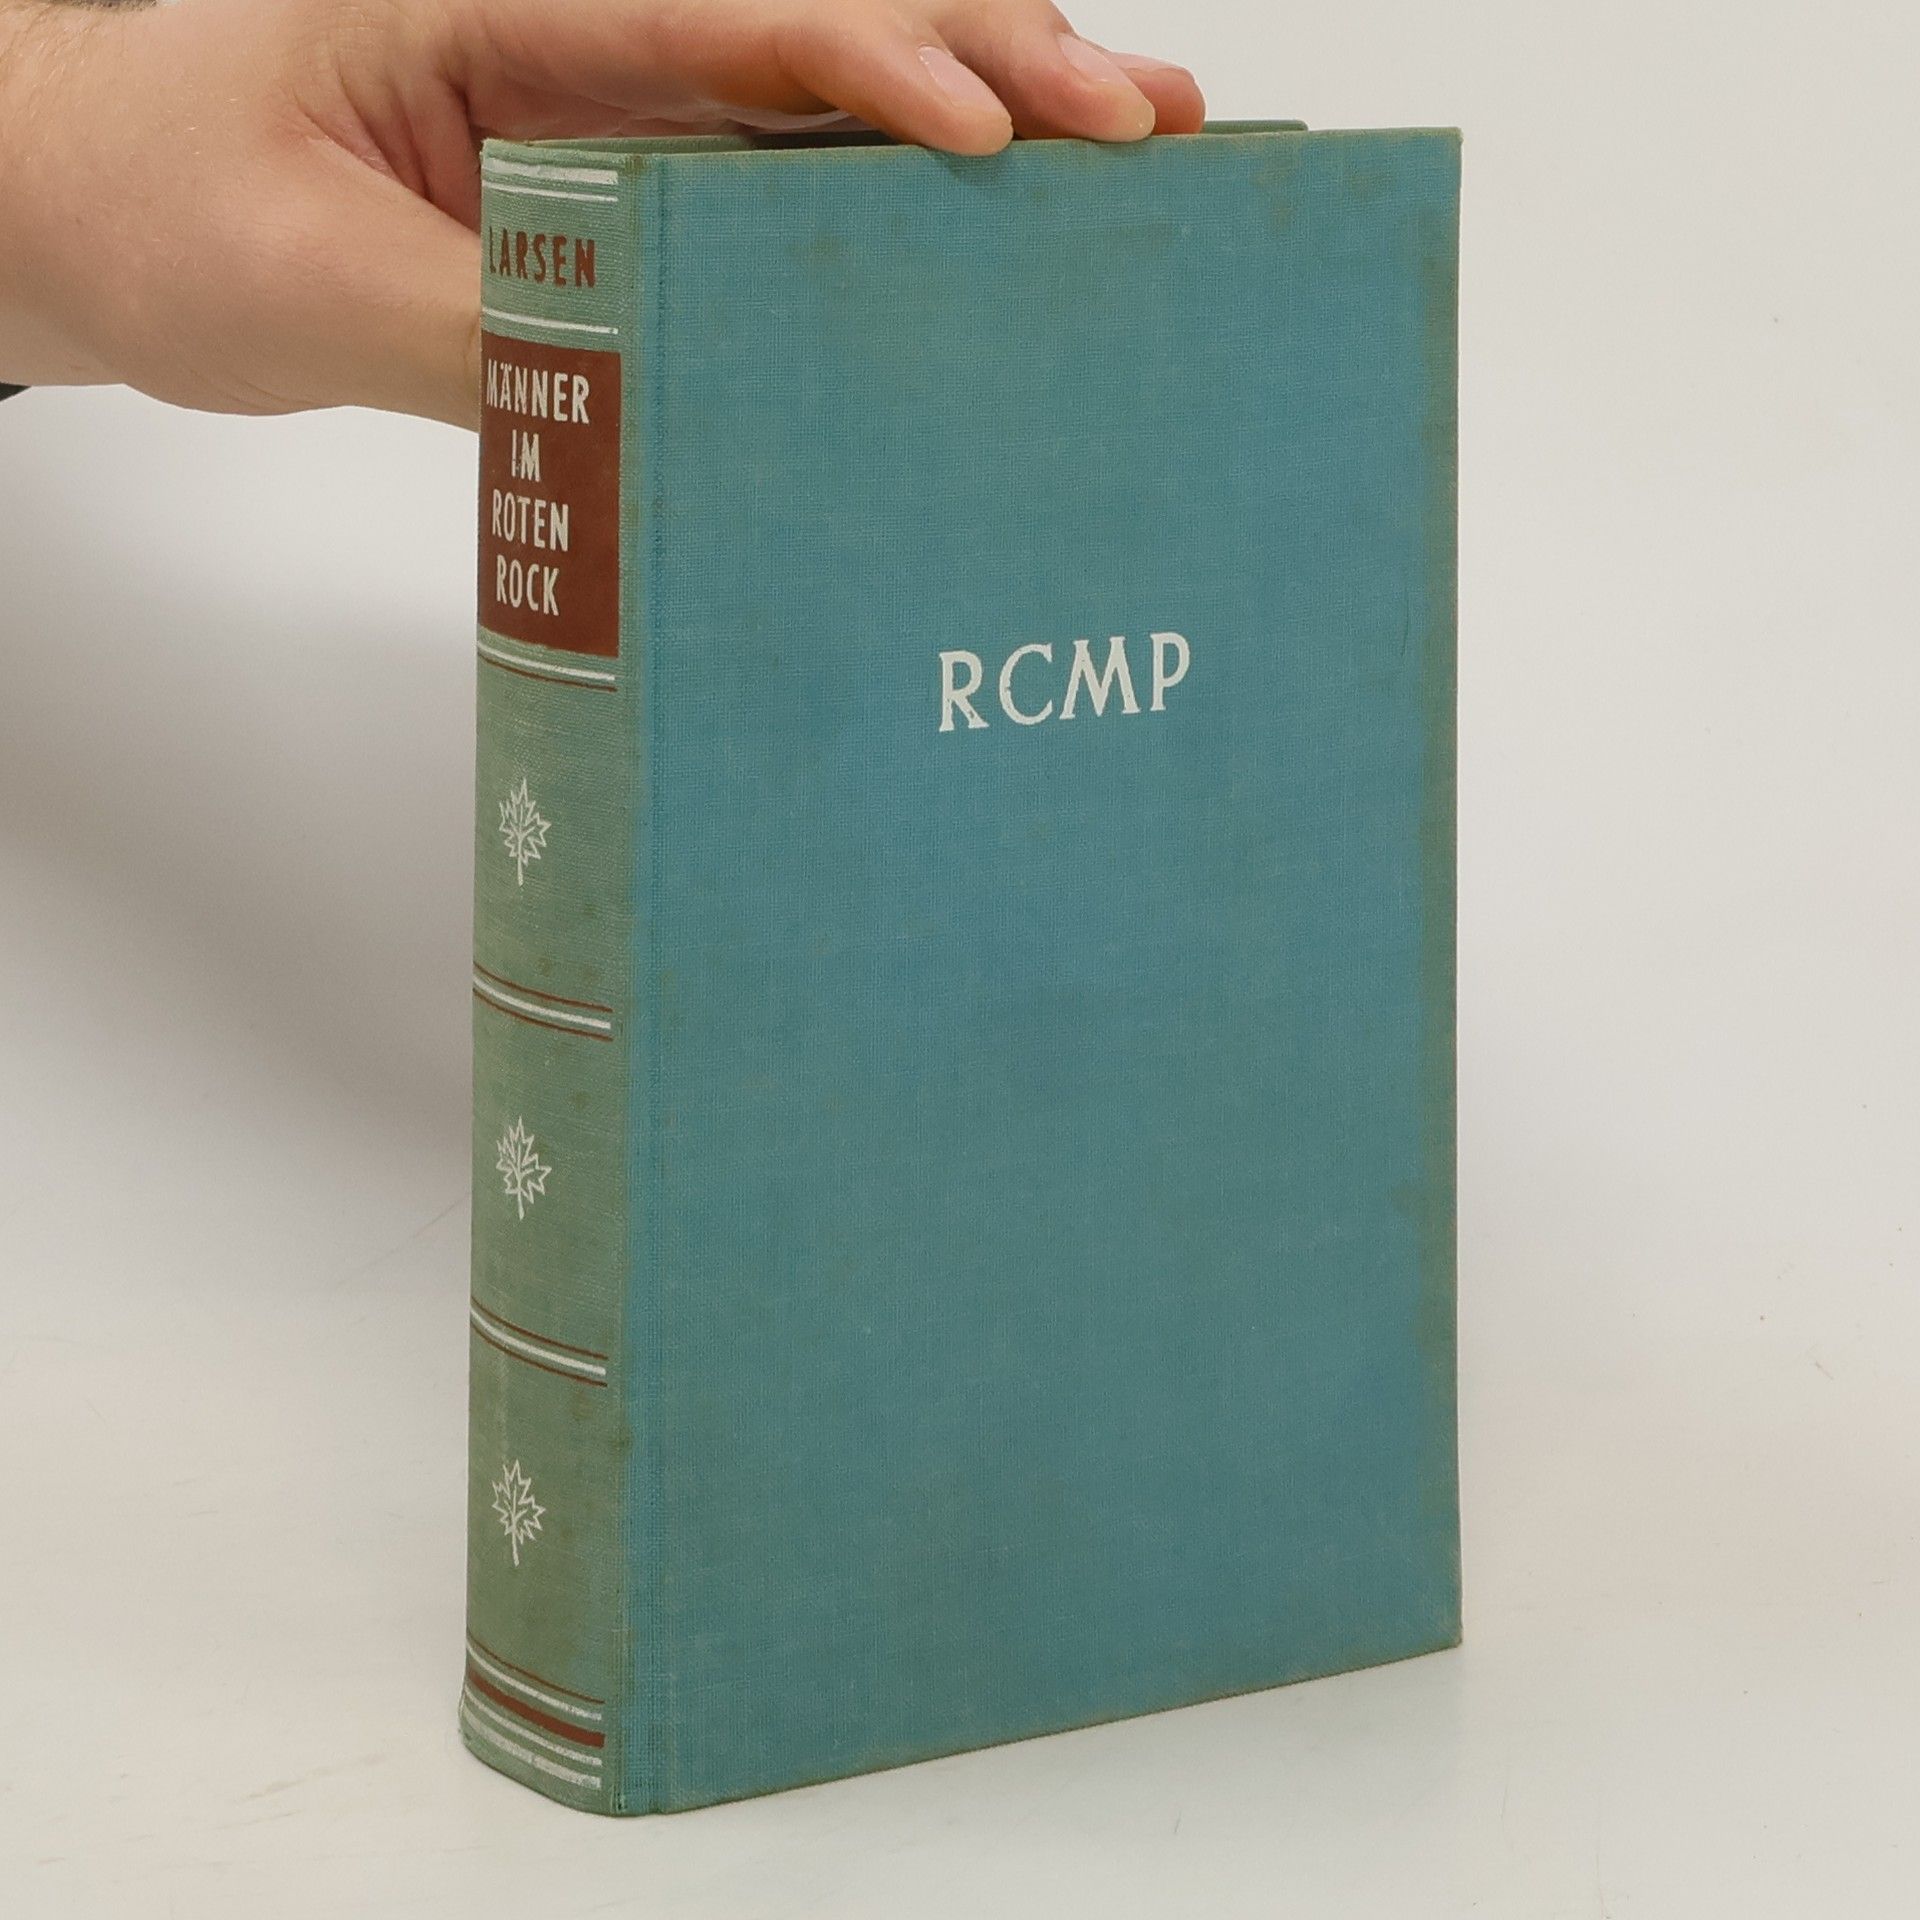 LARSEN
MÄNNER
IM
ROTEN
ROCK
RCMP